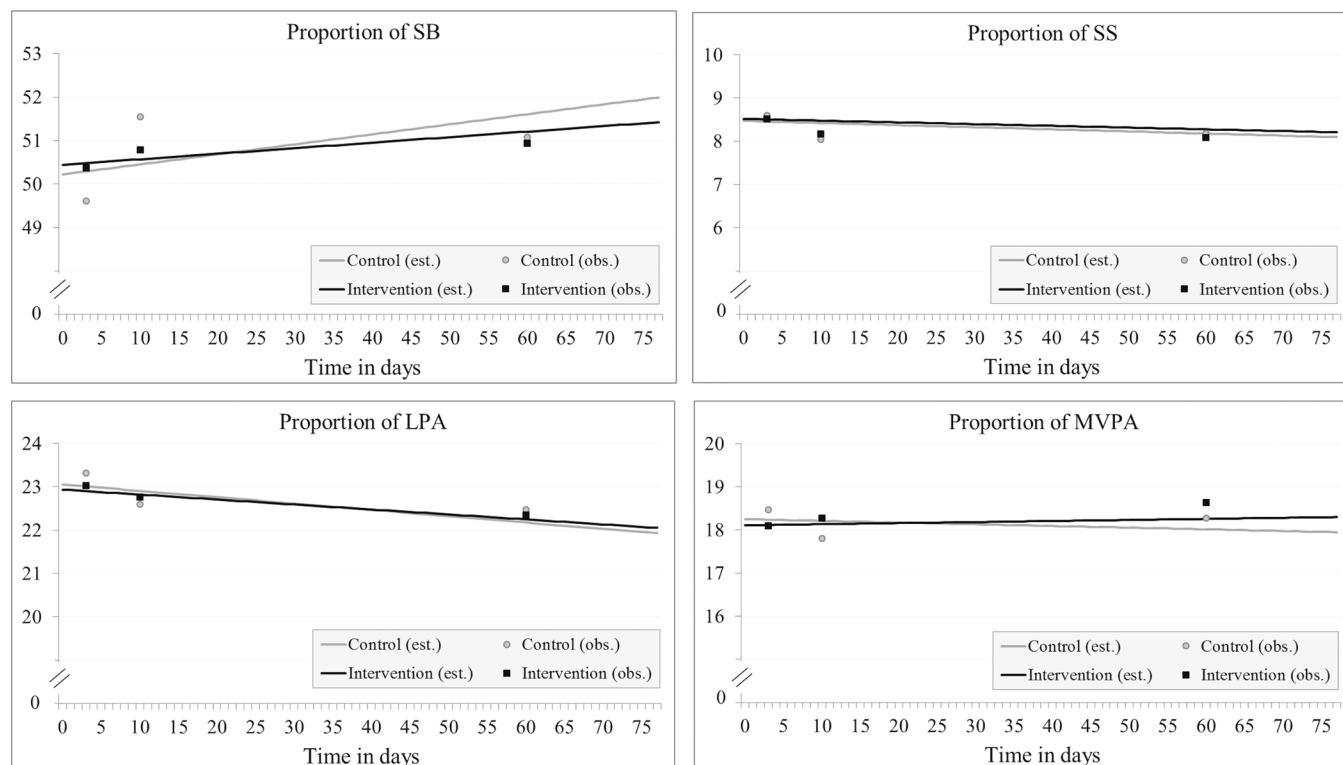 Proportion of SB
53
52
51
50
49
0
Control (est.) Control (obs.)
Intervention (est.) Intervention (obs.)
0 5 10 15 20 25 30 35 40 45 50 55 60 65 70 75
Time in days
Proportion of SS
10
9
8
7
6
0
Control (est.) Control (obs.)
Intervention (est.) Intervention (obs.)
0 5 10 15 20 25 30 35 40 45 50 55 60 65 70 75
Time in days
Proportion of LPA
24
23
22
21
20
0
Control (est.) Control (obs.)
Intervention (est.) Intervention (obs.)
0 5 10 15 20 25 30 35 40 45 50 55 60 65 70 75
Time in days
Proportion of MVPA
20
19
18
17
16
0
Control (est.) Control (obs.)
Intervention (est.) Intervention (obs.)
0 5 10 15 20 25 30 35 40 45 50 55 60 65 70 75
Time in days